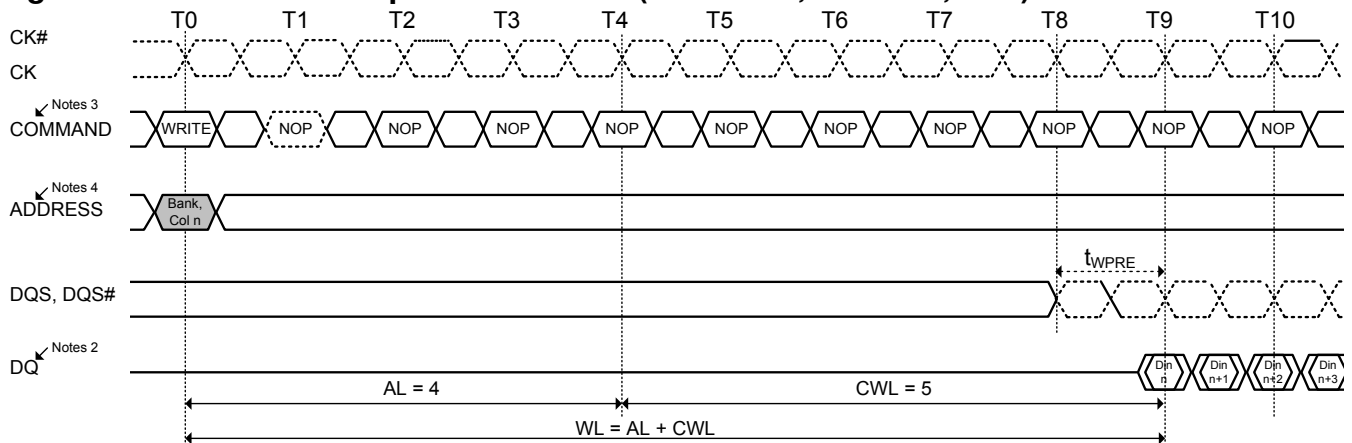 T0 T1 T2 T3 T4 T5 T6 T7 T8 T9 T10
CK#
CK
Notes 3
COMMAND WRITE NOP NOP NOP NOP NOP NOP NOP NOP NOP NOP
Notes 4
ADDRESS Bank,
Col n
tWPRE
DQS, DQS#
Notes 2
DQ Din Din Din Din
n n+1 n+2 n+3
AL = 4 CWL = 5
WL = AL + CWL